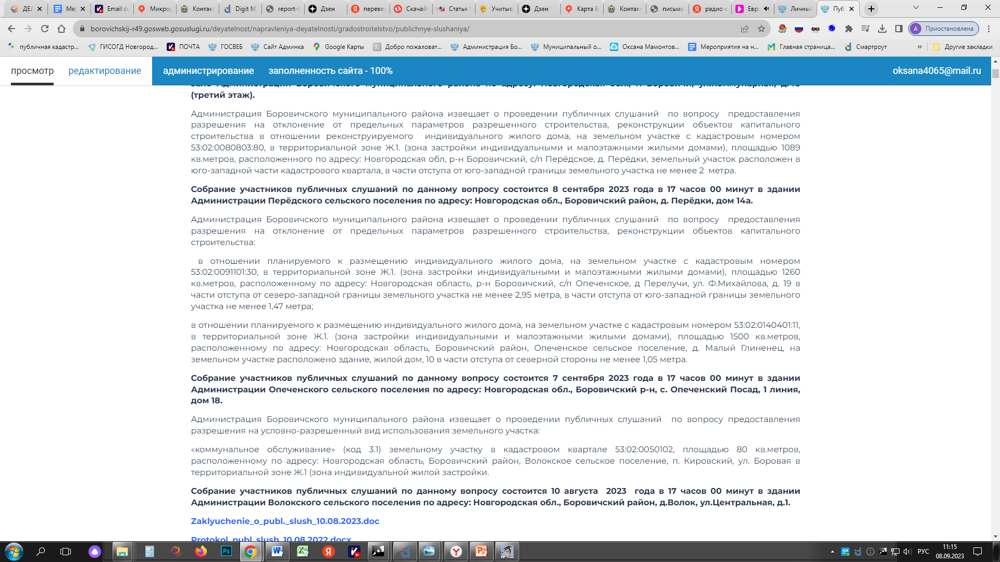 ДЕЛ
Мер
Email со
Микрор
Контакт
Digit М
report-l
Дзен
перевес
Скачай
Статья
Учитыв
Дзен
Карта Б
Контакт
письмо
радио е
Евр
Личный
Пуб
borovichskij-r49.gosweb.gosuslugi.ru/deyatelnost/napravleniya-deyatelnosti/gradostroitelstvo/publichnye-slushaniya/
А Приостановлена
публичная кадастр...
ГИСОГД Новгород...
ПОЧТА
ГОСВЕБ
Сайт Админка
Google Карты
Добро пожаловат...
Администрация Бо...
Муниципальный о...
Оксана Мамонтов...
Мероприятия на н...
Главная страница...
Смартроут
»
Другие закладки
просмотр редактирование администрирование заполненность сайта - 100% oksana4065@mail.ru
зале Администрации Боровичского муниципального района по адресу: Новгородская обл., г. Боровичи, ул.Коммунарная, д.48
(третий этаж).
Администрация Боровичского муниципального района извещает о проведении публичных слушаний по вопросу предоставления
разрешения на отклонение от предельных параметров разрешенного строительства, реконструкции объектов капитального
строительства в отношении реконструируемого индивидуального жилого дома, на земельном участке с кадастровым номером
53:02:0080803:80, в территориальной зоне Ж.1. (зона застройки индивидуальными и малоэтажными жилыми домами), площадью 1089
кв.метров, расположенного по адресу: Новгородская обл, р-н Боровичский, с/п Перёдское, д. Перёдки, земельный участок расположен в
юго-западной части кадастрового квартала, в части отступа от юго-западной границы земельного участка не менее 2 метра.
Собрание участников публичных слушаний по данному вопросу состоится 8 сентября 2023 года в 17 часов 00 минут в здании
Администрации Перёдского сельского поселения по адресу: Новгородская обл., Боровичский район, д. Перёдки, дом 14а.
Администрация Боровичского муниципального района извещает о проведении публичных слушаний по вопросу предоставления
разрешения на отклонение от предельных параметров разрешенного строительства, реконструкции объектов капитального
строительства:
в отношении планируемого к размещению индивидуального жилого дома, на земельном участке с кадастровым номером
53:02:0091101:30, в территориальной зоне Ж.1. (зона застройки индивидуальными и малоэтажными жилыми домами), площадью 1260
кв.метров, расположенному по адресу: Новгородская область, р-н Боровичский, с/п Опеченское, д Перелучи, ул. Ф.Михайлова, д. 19 в
части отступа от северо-западной границы земельного участка не менее 2,95 метра, в части отступа от юго-западной границы земельного
участка не менее 1,47 метра;
в отношении планируемого к размещению индивидуального жилого дома, на земельном участке с кадастровым номером 53:02:0140401:11,
в территориальной зоне Ж.1. (зона застройки индивидуальными и малоэтажными жилыми домами), площадью 1500 кв.метров,
расположенному по адресу: Новгородская область, Боровичский район, Опеченское сельское поселение, д. Малый Глиненец, на
земельном участке расположено здание, жилой дом, 10 в части отступа от северной стороны не менее 1,05 метра.
Собрание участников публичных слушаний по данному вопросу состоится 7 сентября 2023 года в 17 часов 00 минут в здании
Администрации Опеченского сельского поселения по адресу: Новгородская обл., Боровичский р-н, с. Опеченский Посад, 1 линия,
дом 18.
Администрация Боровичского муниципального района извещает о проведении публичных слушаний по вопросу предоставления
разрешения на условно-разрешенный вид использования земельного участка:
«коммунальное обслуживание» (код 3.1) земельному участку в кадастровом квартале 53:02:0050102, площадью 80 кв.метров,
расположенному по адресу: Новгородская область, Боровичский район, Волокское сельское поселение, п. Кировский, ул. Боровая в
территориальной зоне Ж.1 (зона индивидуальной жилой застройки.
Собрание участников публичных слушаний по данному вопросу состоится 10 августа 2023 года в 17 часов 00 минут в здании
Администрации Волокского сельского поселения по адресу: Новгородская обл., Боровичский район, д.Волок, ул.Центральная, д.1.
Zaklyuchenie_o_publ._slush_10.08.2023.doc
Protokol_publ_slush_10.08.2022.docx
РУС
11:15
08.09.2023